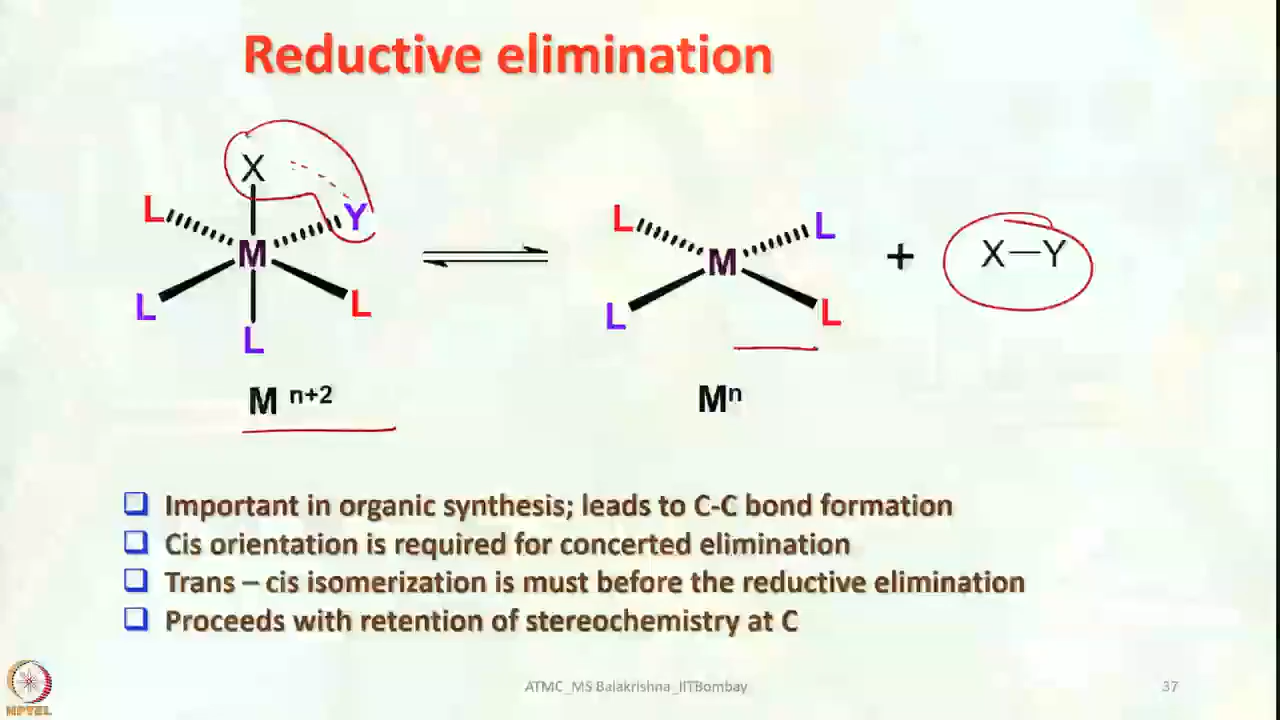 Reductive elimination
X
L Y
M
L L
L
L L
M
L L
+ X—Y
M n+2
Mn
Important in organic synthesis; leads to C-C bond formation
Cis orientation is required for concerted elimination
Trans – cis isomerization is must before the reductive elimination
Proceeds with retention of stereochemistry at C
NPTEL
ATMC_MS Balakrishna_IITBombay
37